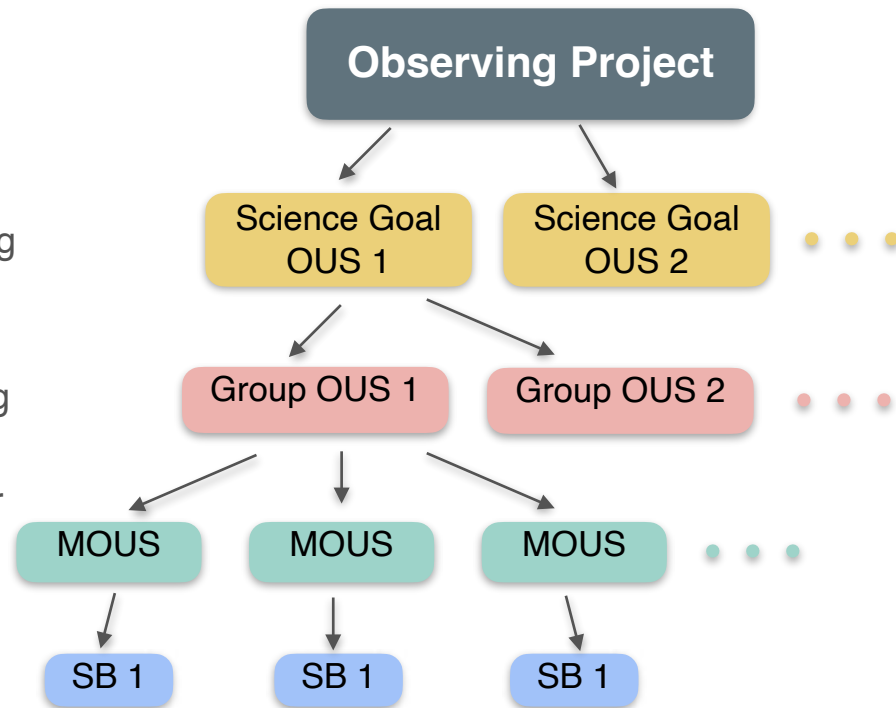 Observing Project
Science Goal
OUS 1
Science Goal
OUS 2
g
Group OUS 1
Group OUS 2
g
MOUS
MOUS
MOUS
SB 1
SB 1
SB 1